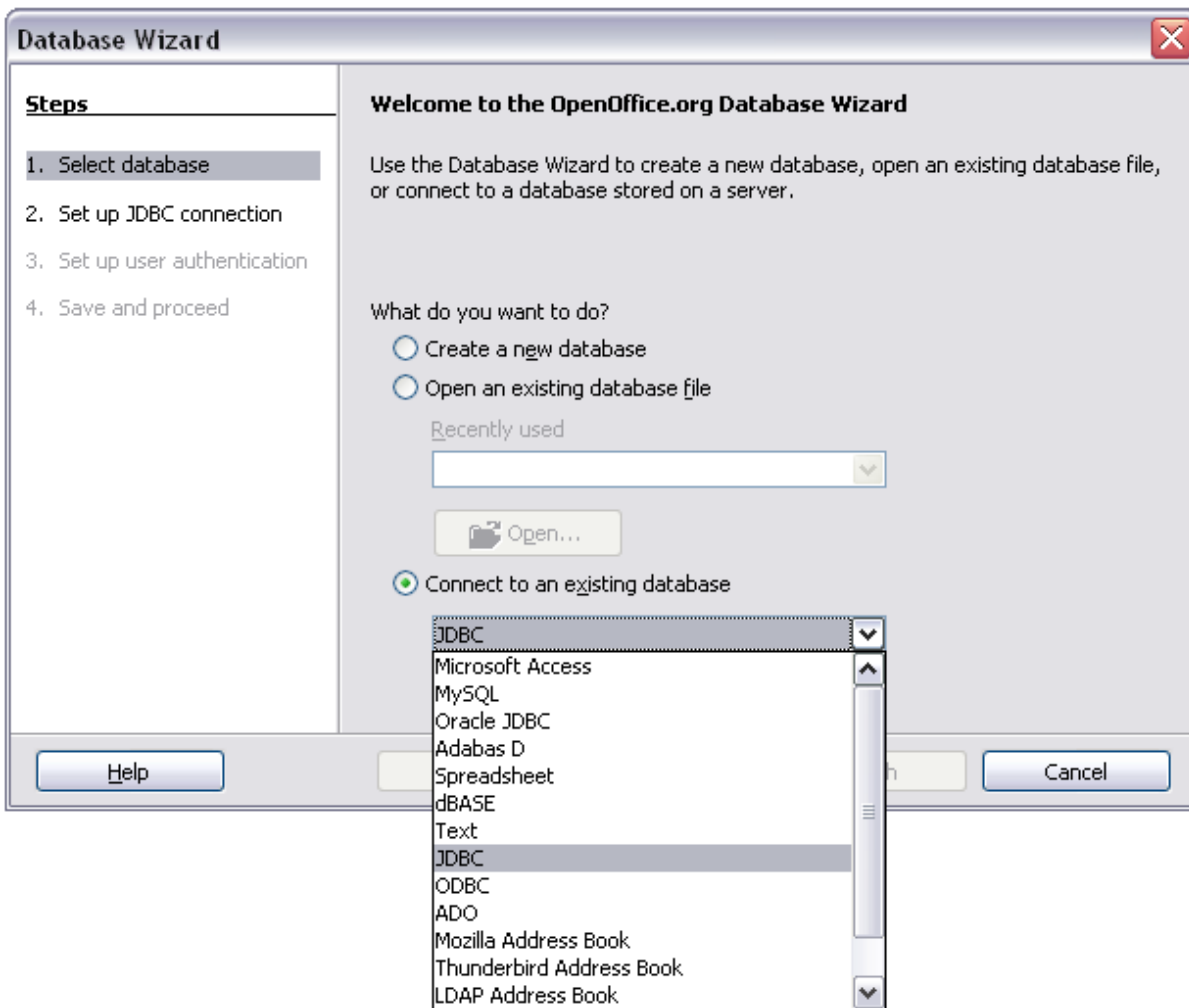 Database Wizard
Steps
1. Select database
2. Set up JDBC connection
3. Set up user authentication
4. Save and proceed
Welcome to the OpenOffice.org Database Wizard
Use the Database Wizard to create a new database, open an existing database file,
or connect to a database stored on a server.
What do you want to do?
Create a new database
Open an existing database file
Recently used
Open...
Connect to an existing database
JDBC
Microsoft Access
MySQL
Oracle JDBC
Adabas D
Spreadsheet
dBASE
Text
JDBC
ODBC
ADO
Mozilla Address Book
Thunderbird Address Book
LDAP Address Book
Help
Cancel